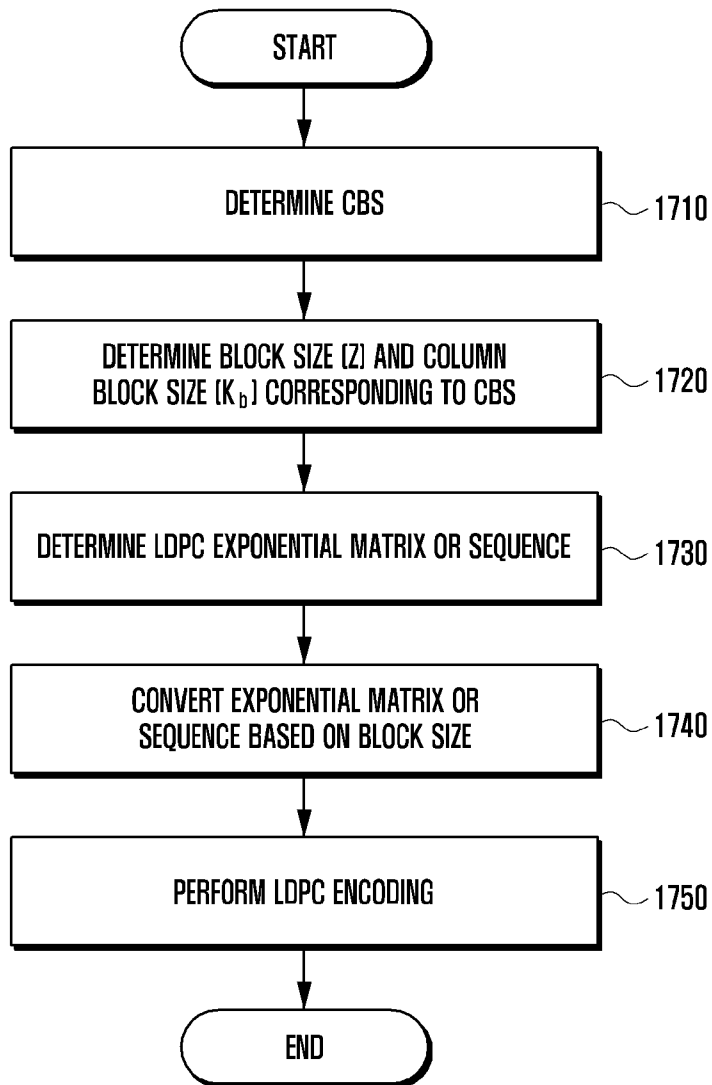 START
DETERMINE CBS
1710
DETERMINE BLOCK SIZE (Z) AND COLUMN
BLOCK SIZE (Kb) CORRESPONDING TO CBS
1720
DETERMINE LDPC EXPONENTIAL MATRIX OR SEQUENCE
1730
CONVERT EXPONENTIAL MATRIX OR
SEQUENCE BASED ON BLOCK SIZE
1740
PERFORM LDPC ENCODING
1750
END